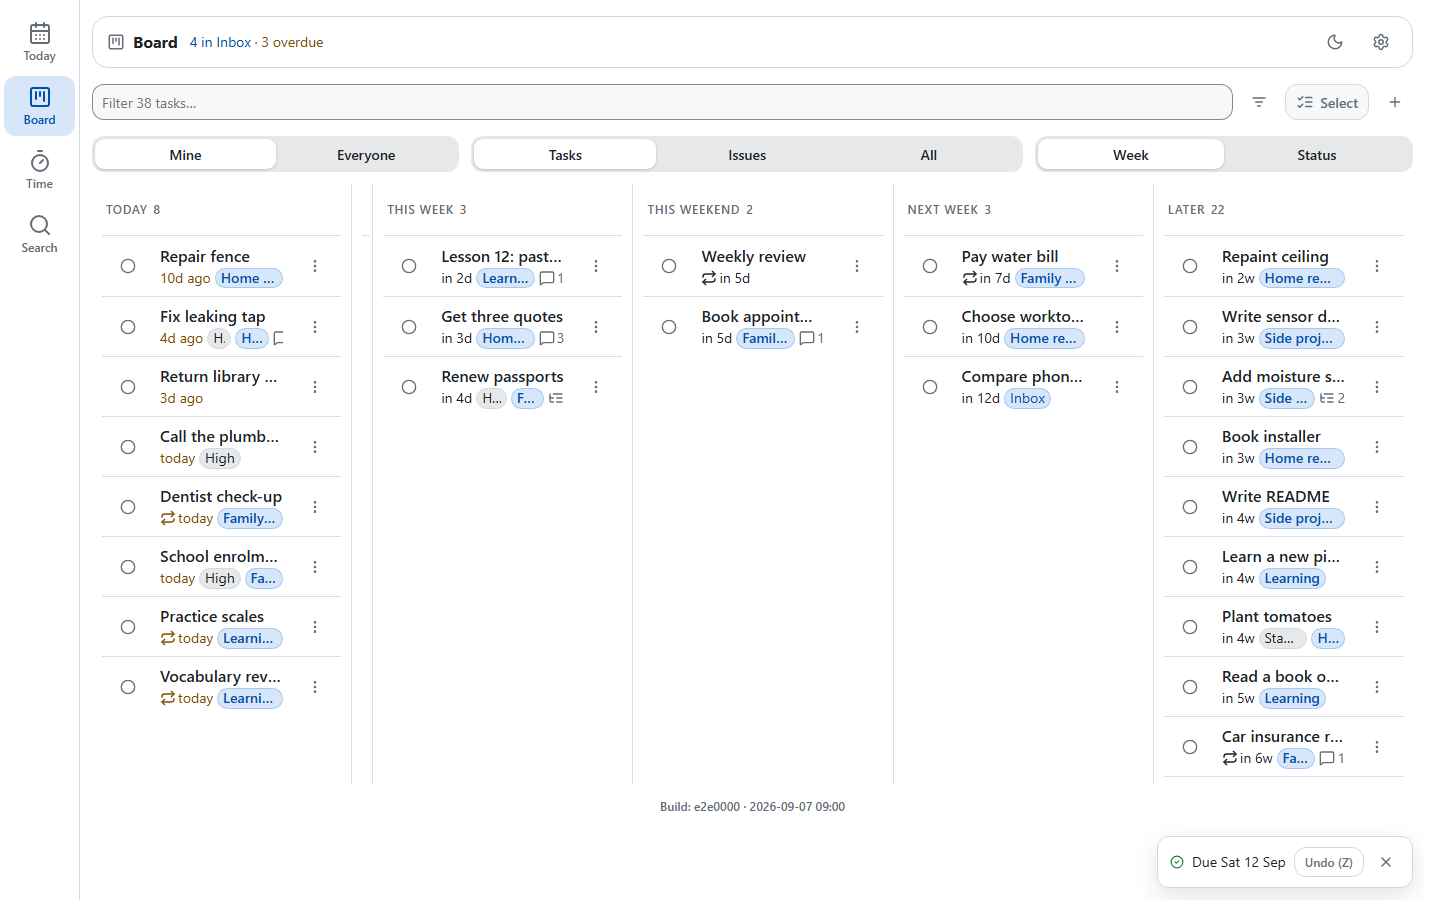 Today
Board
Time
Search
Board 4 in Inbox · 3 overdue
Filter 38 tasks...
Select
Mine Everyone Tasks Issues All Week Status
TODAY 8
Repair fence
10d ago Home ...
Fix leaking tap
4d ago H. H...
Return library ...
3d ago
Call the plumb...
today High
Dentist check-up
today Family...
School enrolm...
today High Fa...
Practice scales
today Learni...
Vocabulary rev...
today Learni...
THIS WEEK 3
Lesson 12: past...
in 2d Learn... 1
Get three quotes
in 3d Hom... 3
Renew passports
in 4d H... F...
THIS WEEKEND 2
Weekly review
in 5d
Book appoint...
in 5d Famil... 1
NEXT WEEK 3
Pay water bill
in 7d Family ...
Choose workto...
in 10d Home re...
Compare phon...
in 12d Inbox
LATER 22
Repaint ceiling
in 2w Home re...
Write sensor d...
in 3w Side proj...
Add moisture s...
in 3w Side ... 2
Book installer
in 3w Home re...
Write README
in 4w Side proj...
Learn a new pi...
in 4w Learning
Plant tomatoes
in 4w Sta... H...
Read a book o...
in 5w Learning
Car insurance r...
in 6w Fa... 1
Build: e2e0000 · 2026-09-07 09:00
Due Sat 12 Sep Undo (Z)